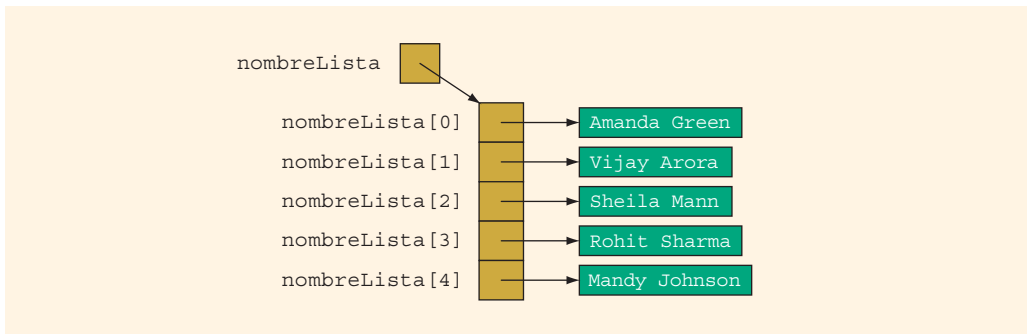 nombreLista
nombreLista[0] Amanda Green
nombreLista[1] Vijay Arora
nombreLista[2] Sheila Mann
nombreLista[3] Rohit Sharma
nombreLista[4] Mandy Johnson